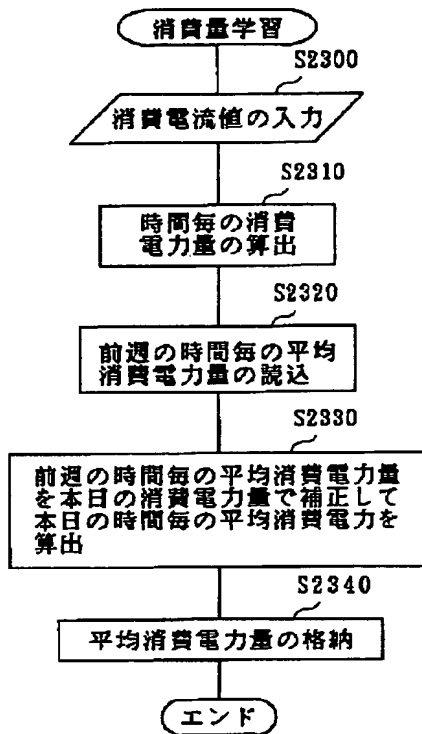 消費量学習
S2300
消費電流値の入力
S2310
時間毎の消費
電力量の算出
S2320
前週の時間毎の平均
消費電力量の読込
S2330
前週の時間毎の平均消費電力量
を本日の消費電力量で補正して
本日の時間毎の平均消費電力を
算出
S2340
平均消費電力量の格納
エンド